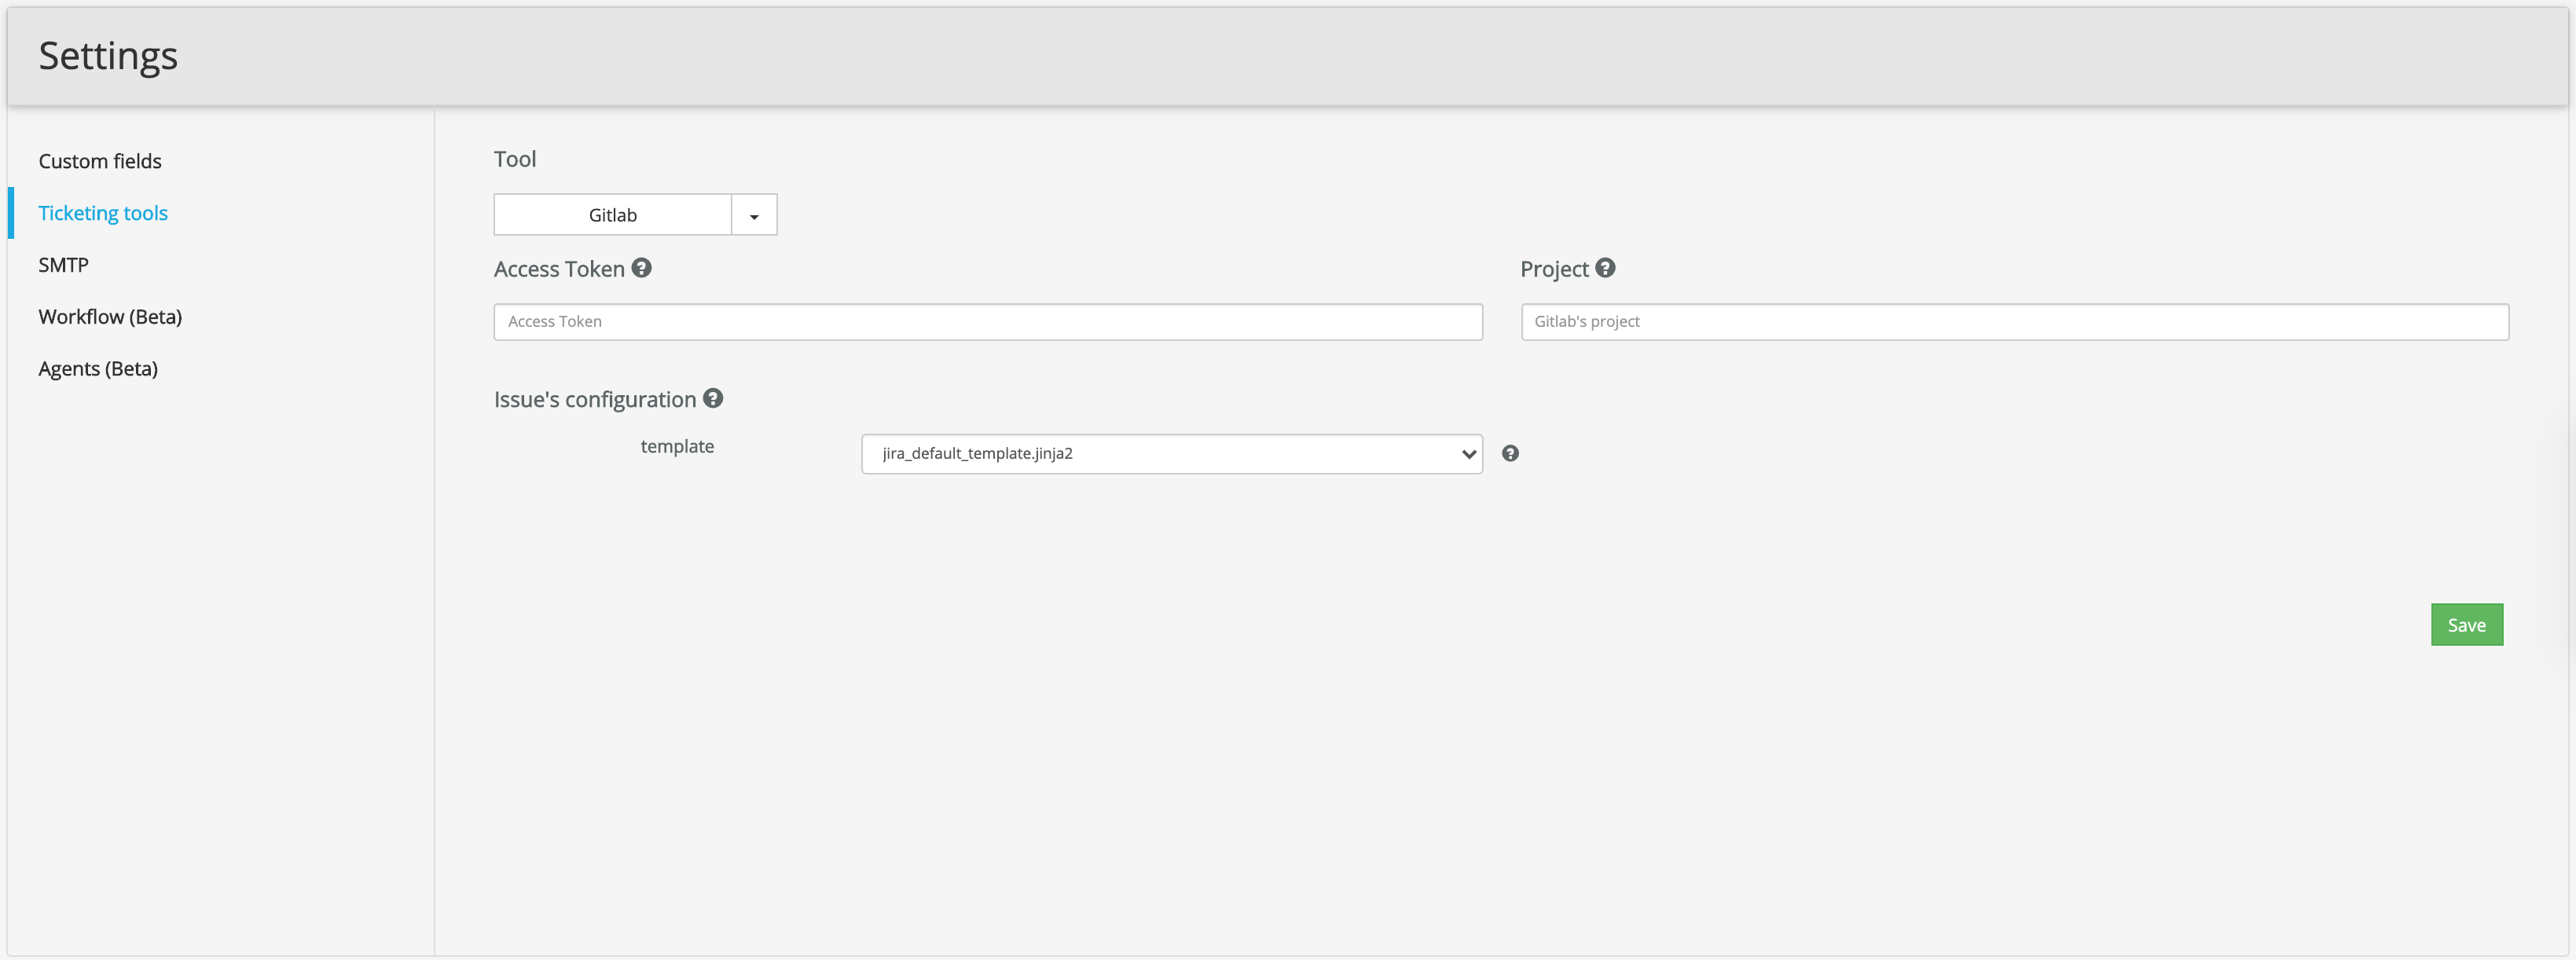 Settings
Custom fields
Ticketing tools
SMTP
Workflow (Beta)
Agents (Beta)
Tool
Gitlab
Access Token
Project
Access Token
Gitlab's project
Issue's configuration
template
jira_default_template.jinja2
Save